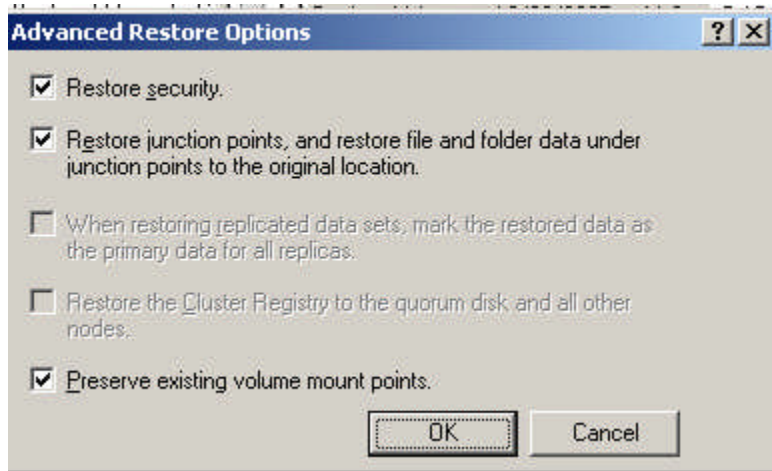 Advanced Restore Options
Restore security.
Restore junction points, and restore file and folder data under
junction points to the original location.
When restoring replicated data sets, mark the restored data as
the primary data for all replicas.
Restore the Cluster Registry to the quorum disk and all other
nodes.
Preserve existing volume mount points.
OK
Cancel